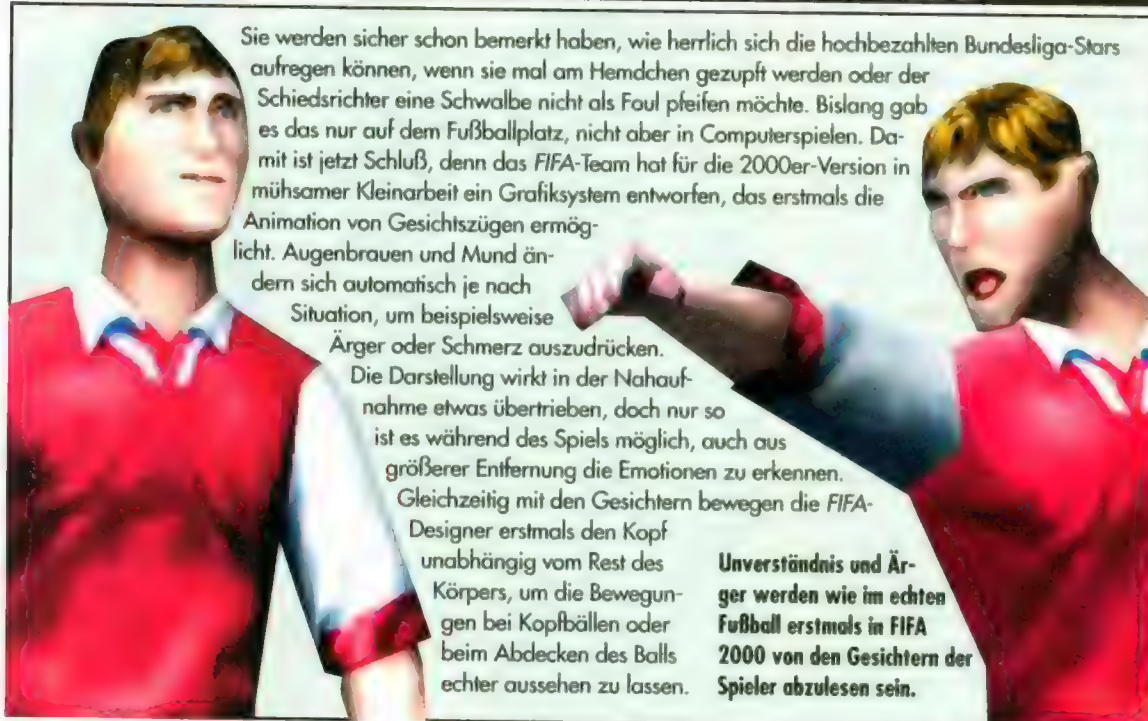 Sie werden sicher schon bemerkt haben, wie herrlich sich die hochbezahlten Bundesliga-Stars
aufregen können, wenn sie mal am Hemdchen gezupft werden oder der
Schiedsrichter eine Schwalbe nicht als Foul pfeifen möchte. Bislang gab
es das nur auf dem Fußballplatz, nicht aber in Computerspielen. Da-
mit ist jetzt Schluß, denn das FIFA-Team hat für die 2000er-Version in
mühsamer Kleinarbeit ein Grafiksystem entworfen, das erstmals die
Animation von Gesichtszügen ermög-
licht. Augenbrauen und Mund än-
dern sich automatisch je nach
Situation, um beispielsweise
Ärger oder Schmerz auszudrücken.
Die Darstellung wirkt in der Nahauf-
nahme etwas übertrieben, doch nur so
ist es während des Spiels möglich, auch aus
größerer Entfernung die Emotionen zu erkennen.
Gleichzeitig mit den Gesichtern bewegen die FIFA-
Designer erstmals den Kopf
unabhängig vom Rest des
Körpers, um die Bewegun-
gen bei Kopfbällen oder
beim Abdecken des Balls
echter aussehen zu lassen.
Unverständnis und Är-
ger werden wie im echten
Fußball erstmals in FIFA
2000 von den Gesichtern der
Spieler abzulesen sein.